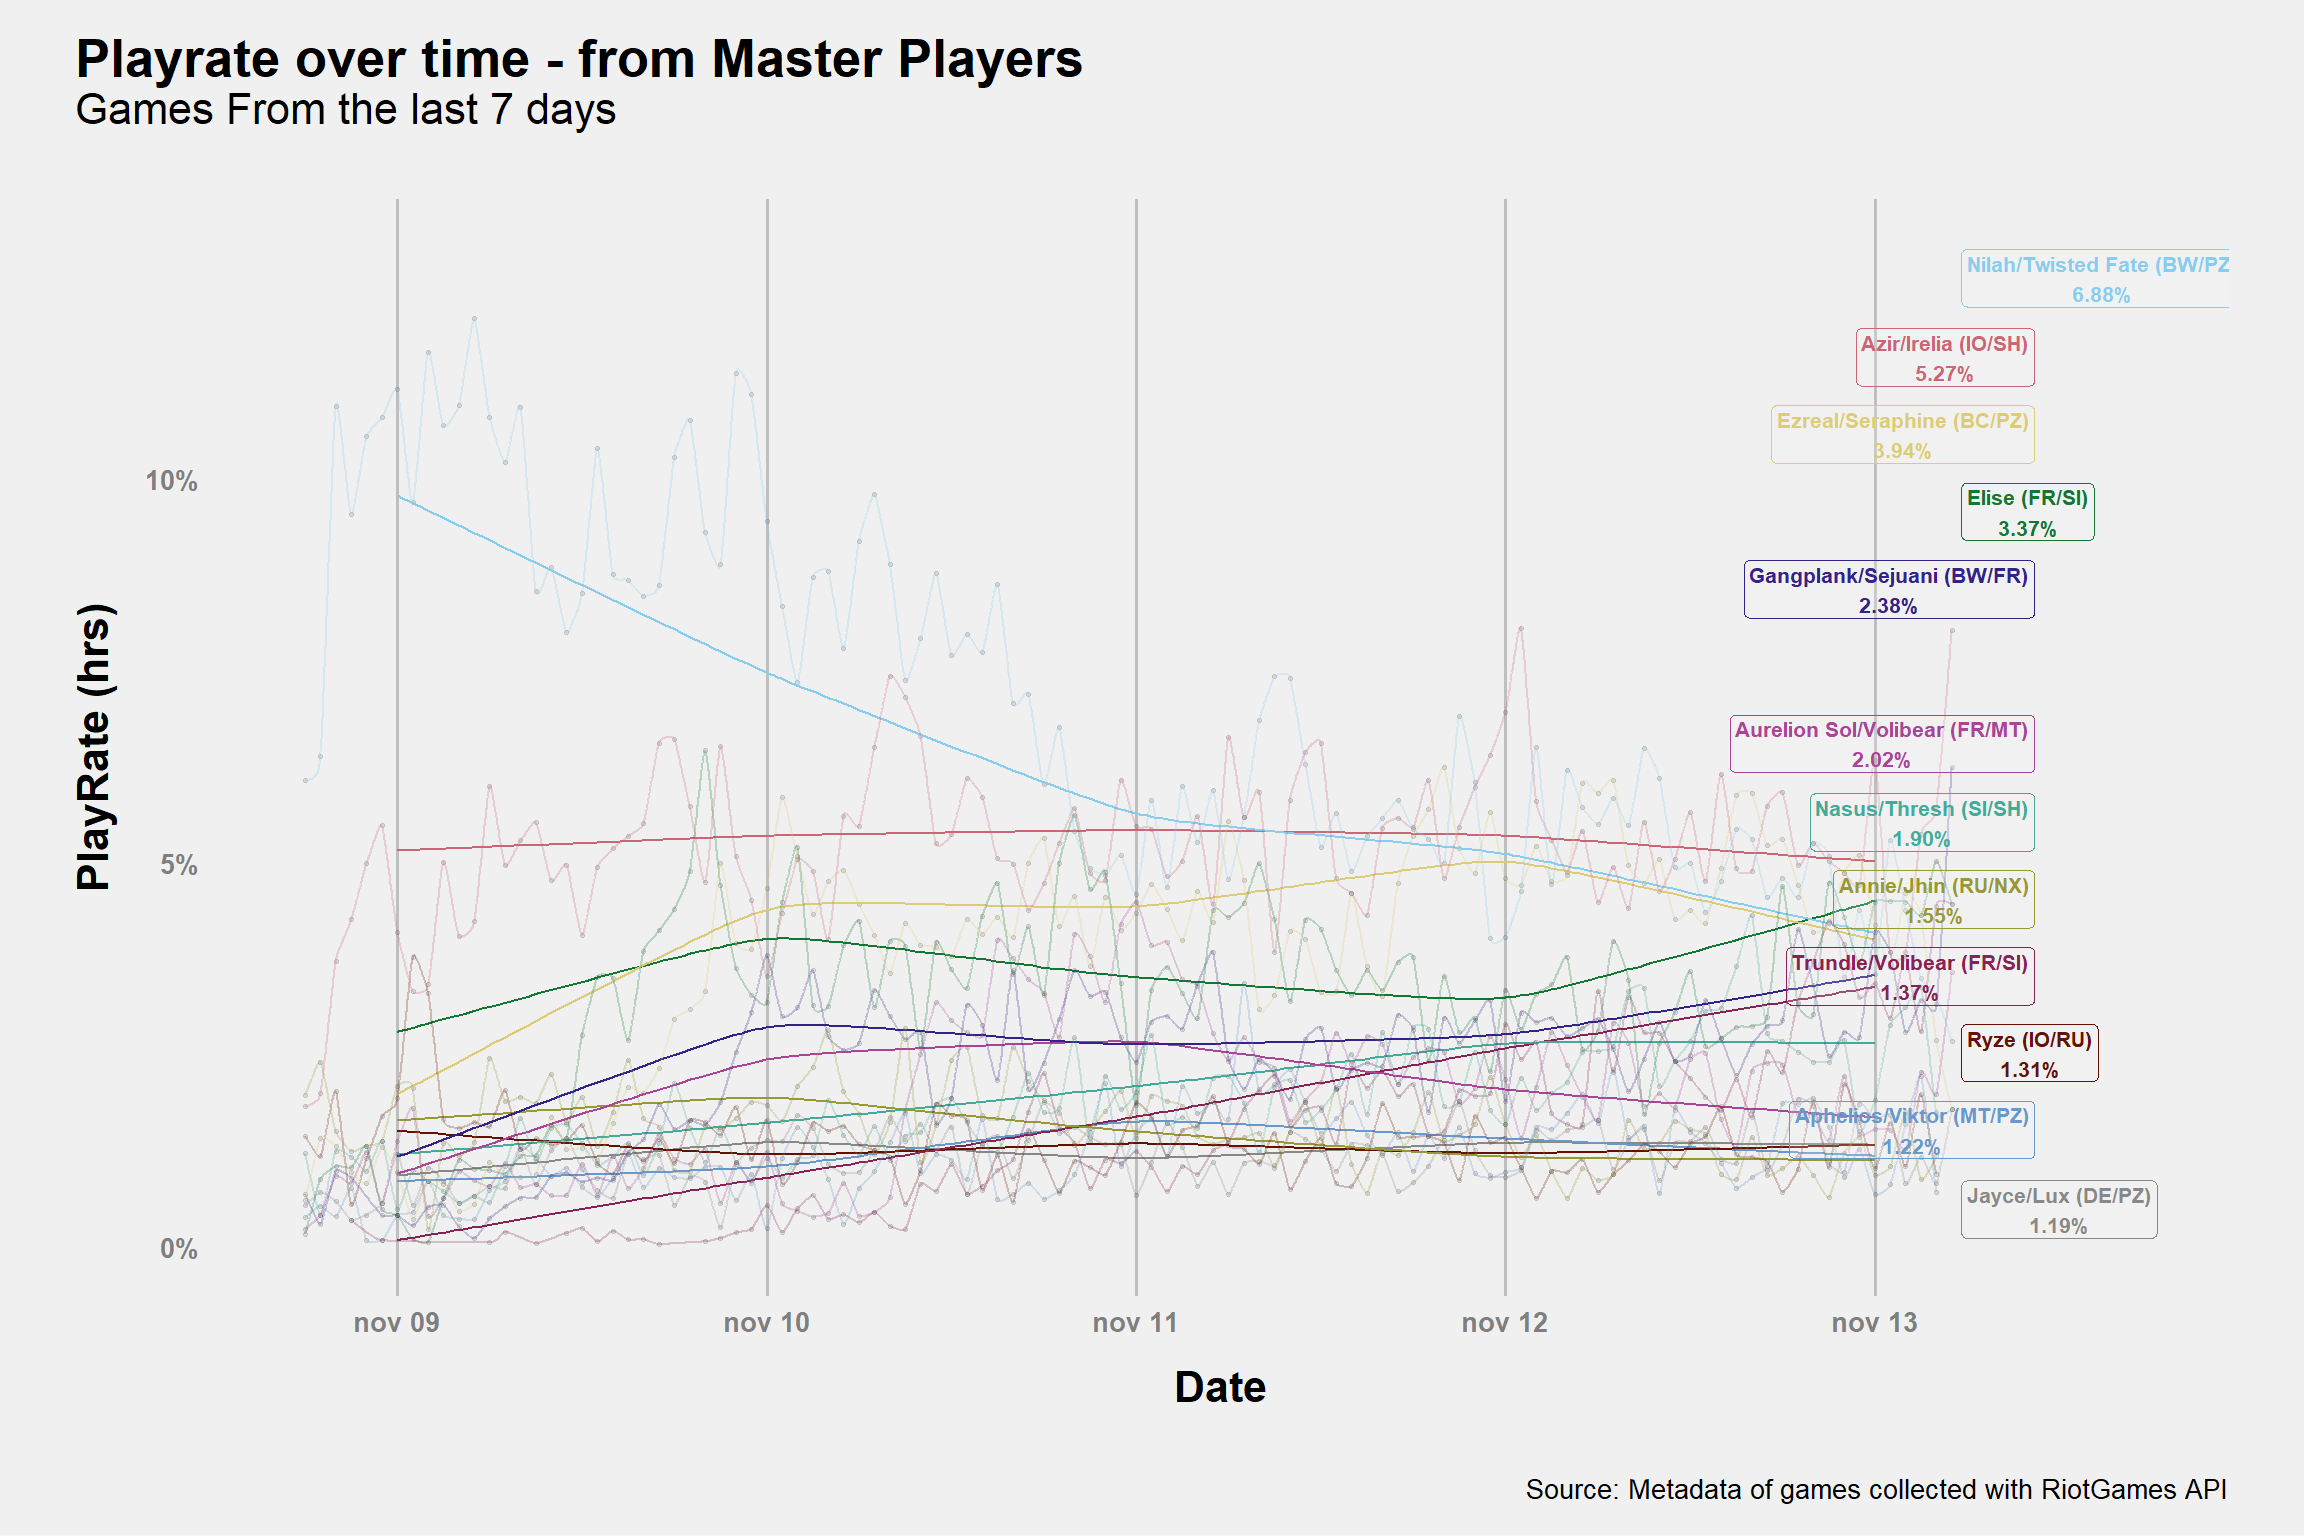 Playrate over time - from Master Players
Games From the last 7 days
Nilah/Twisted Fate (BW/PZ
6.88%
Azir/Irelia (IO/SH)
5.27%
Ezreal/Seraphine (BC/PZ)
3.94%
10%
Elise (FR/SI)
3.37%
Gangplank/Sejuani (BW/FR)
2.38%
PlayRate (hrs)
Aurelion Sol/Volibear (FR/MT)
2.02%
Nasus/Thresh (SI/SH)
1.90%
5%
Annie/Jhin (RU/NX)
1.55%
Trundle/Volibear (FR/SI)
1.37%
Ryze (IO/RU)
1.31%
Aphelios/Viktor (MT/PZ)
1.22%
Jayce/Lux (DE/PZ)
1.19%
0%
nov 09
nov 10
nov 11
nov 12
nov 13
Date
Source: Metadata of games collected with RiotGames API